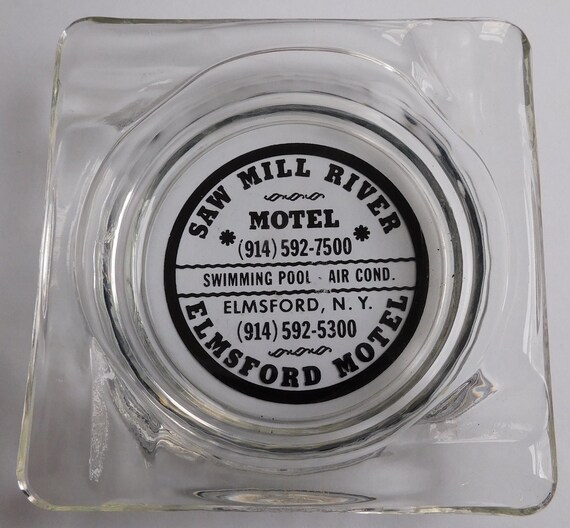 SAW MILL RIVER
MOTEL
* (914) 592-7500 *
SWIMMING POOL - AIR COND.
ELMSFORD, N. Y.
(914) 592-5300
ELMSFORD MOTEL